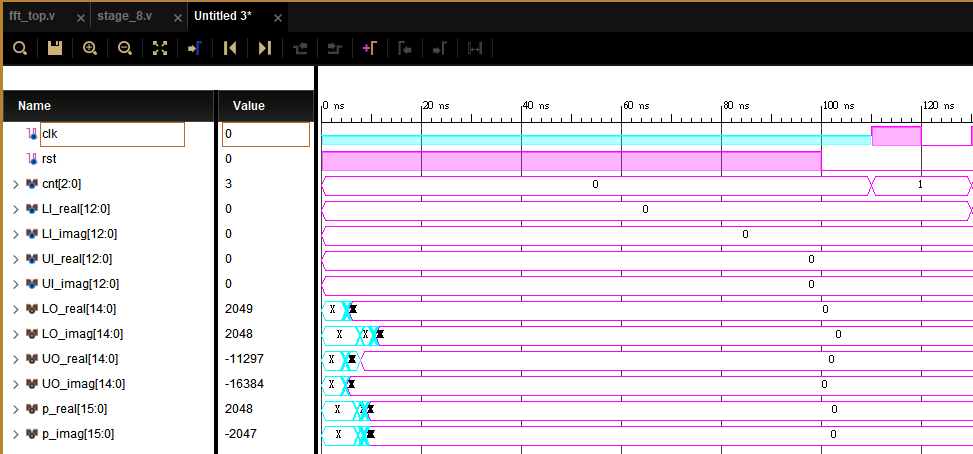 fft_top.v stage_8.v Untitled 3*
0 ns 20 ns 40 ns 60 ns 80 ns 100 ns 120 ns
Name Value
clk 0
rst 0
cnt[2:0] 3 0 1
LI_real[12:0] 0 0
LI_imag[12:0] 0 0
UI_real[12:0] 0 0
UI_imag[12:0] 0 0
LO_real[14:0] 2049 X 0
LO_imag[14:0] 2048 X X 0
UO_real[14:0] -11297 X 0
UO_imag[14:0] -16384 X 0
p_real[15:0] 2048 X 0
p_imag[15:0] -2047 X 0